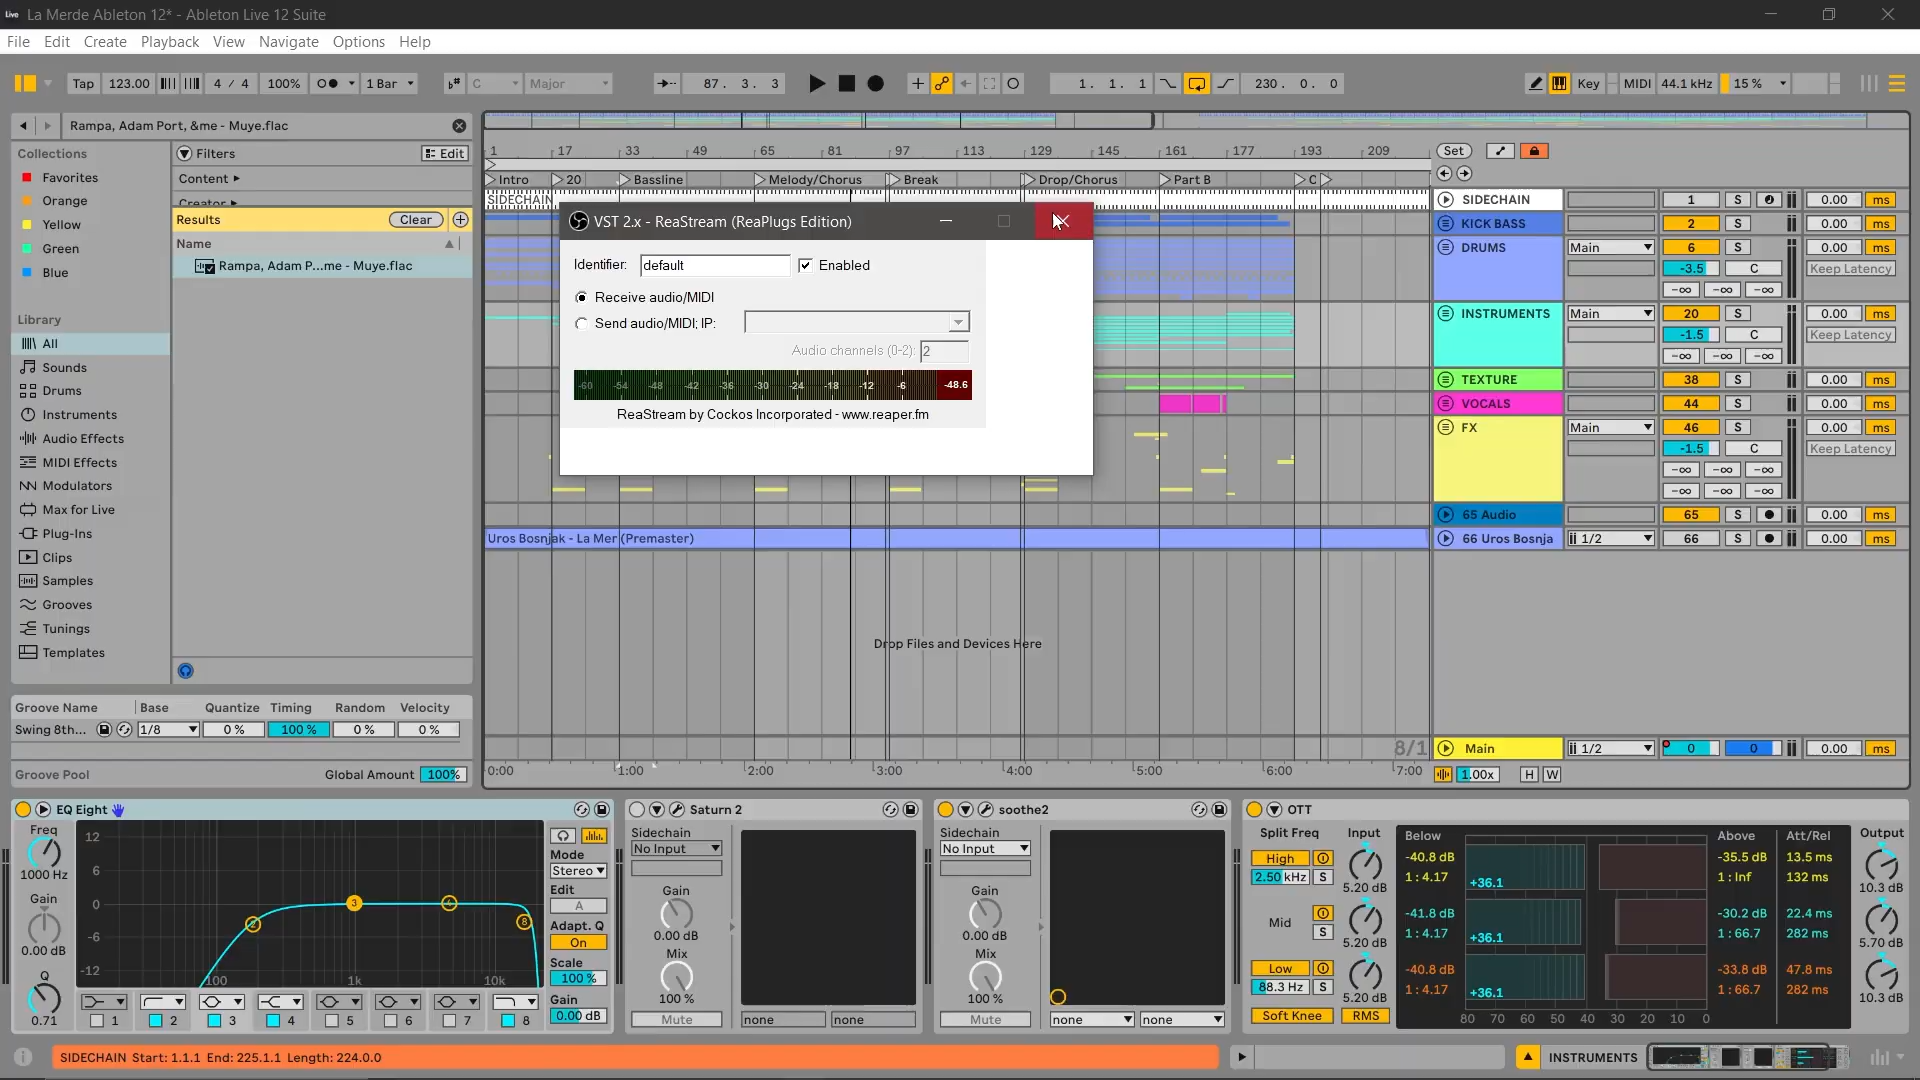 Live La Merde Ableton 12* - Ableton Live 12 Suite
File Edit Create Playback View Navigate Options Help
Tap 123.00 4 / 4 100% 1 Bar C Major 87. 3. 3 1. 1. 1 230. 0. 0 Key MIDI 44.1 kHz 15 %
Rampa, Adam Port, &me - Muye.flac
Collections
Favorites
Orange
Yellow
Green
Blue
Library
All
Sounds
Drums
Instruments
Audio Effects
MIDI Effects
Modulators
Max for Live
Plug-Ins
Clips
Samples
Grooves
Tunings
Templates
Filters Edit
Content
Creator
Results Clear
Name
Rampa, Adam P...me - Muye.flac
Groove Name Base Quantize Timing Random Velocity
Swing 8th... 1/8 0 % 100 % 0 % 0 %
Groove Pool Global Amount 100%
1 17 33 49 65 81 97 113 129 145 161 177 193 209
Intro 20 Bassline Melody/Chorus Break Drop/Chorus Part B C
SIDECHAIN
VST 2.x - ReaStream (ReaPlugs Edition)
Identifier: default Enabled
Receive audio/MIDI
Send audio/MIDI; IP:
Audio channels (0-2): 2
-60 -54 -48 -42 -36 -30 -24 -18 -12 -6 -48.6
ReaStream by Cockos Incorporated - www.reaper.fm
Uros Bosnjak - La Mer (Premaster)
Drop Files and Devices Here
8/1
0:00 1:00 2:00 3:00 4:00 5:00 6:00 7:00
Set
SIDECHAIN 1 S 0.00 ms
KICK BASS 2 S 0.00 ms
DRUMS Main 6 S 0.00 ms
-3.5 C Keep Latency
-∞ -∞ -∞
INSTRUMENTS Main 20 S 0.00 ms
-1.5 C Keep Latency
-∞ -∞ -∞
TEXTURE 38 S 0.00 ms
VOCALS 44 S 0.00 ms
FX Main 46 S 0.00 ms
-1.5 C Keep Latency
-∞ -∞ -∞
-∞ -∞ -∞
65 Audio 65 S 0.00 ms
66 Uros Bosnja 1/2 66 S 0.00 ms
Main 1/2 0 0 0.00 ms
1.00x H W
EQ Eight
Freq
1000 Hz
Gain
0.00 dB
Q
0.71
12
6
0
-6
-12
100 1k 10k
2 3 4 8
1 2 3 4 5 6 7 8
Mode
Stereo
Edit
A
Adapt. Q
On
Scale
100 %
Gain
0.00 dB
Saturn 2
Sidechain
No Input
Gain
0.00 dB
Mix
100 %
Mute none none
soothe2
Sidechain
No Input
Gain
0.00 dB
Mix
100 %
Mute none none
OTT
Split Freq Input Below Above Att/Rel Output
High 5.20 dB -40.8 dB +36.1 -35.5 dB 13.5 ms 10.3 dB
2.50 kHz S 1 : 4.17 1 : Inf 132 ms
Mid S 5.20 dB -41.8 dB +36.1 -30.2 dB 22.4 ms 5.70 dB
1 : 4.17 1 : 66.7 282 ms
Low 5.20 dB -40.8 dB +36.1 -33.8 dB 47.8 ms 10.3 dB
88.3 Hz S 1 : 4.17 1 : 66.7 282 ms
Soft Knee RMS 80 70 60 50 40 30 20 10 0
SIDECHAIN Start: 1.1.1 End: 225.1.1 Length: 224.0.0
INSTRUMENTS